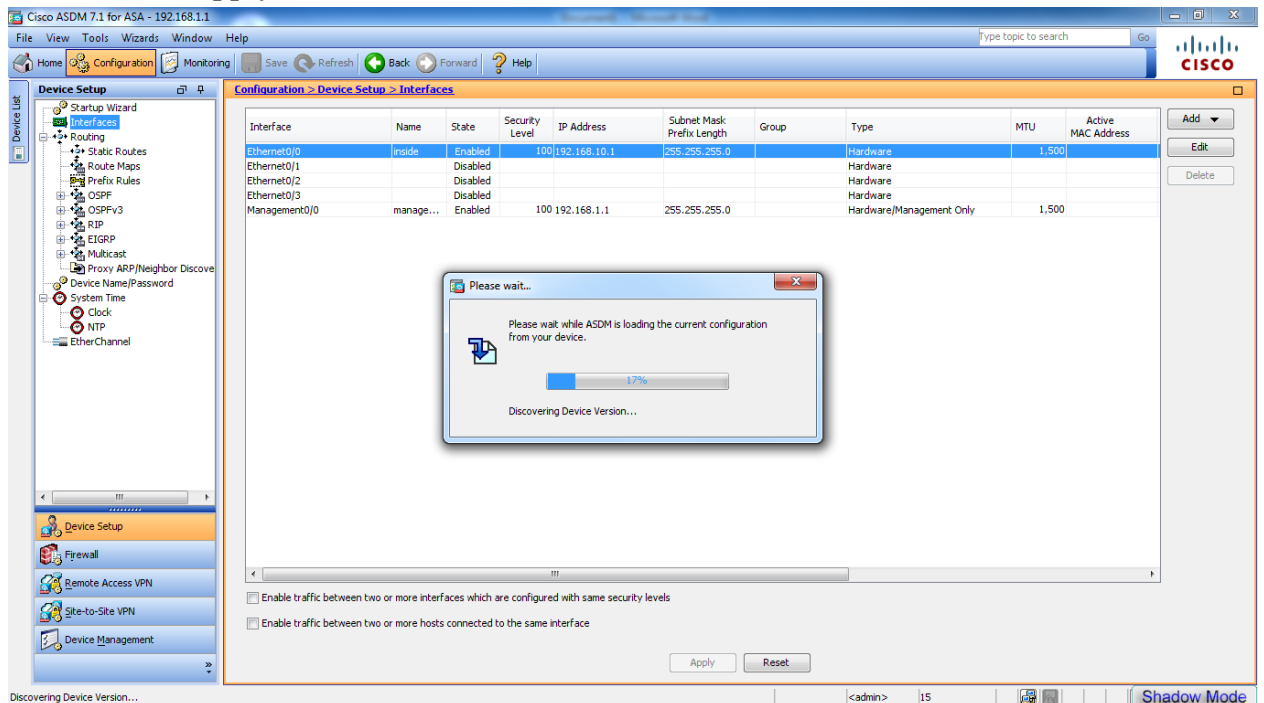 Cisco ASDM 7.1 for ASA - 192.168.1.1
File View Tools Wizards Window Help
Type topic to search Go
Home Configuration Monitoring Save Refresh Back Forward Help
CISCO
Device List
Device Setup
Startup Wizard
Interfaces
Routing
Static Routes
Route Maps
Prefix Rules
OSPF
OSPFv3
RIP
EIGRP
Multicast
Proxy ARP/Neighbor Discove
Device Name/Password
System Time
Clock
NTP
EtherChannel
Device Setup
Firewall
Remote Access VPN
Site-to-Site VPN
Device Management
Configuration > Device Setup > Interfaces
Interface Name State Security Level IP Address Subnet Mask Prefix Length Group Type MTU Active MAC Address
Ethernet0/0 inside Enabled 100 192.168.10.1 255.255.255.0 Hardware 1,500
Ethernet0/1 Disabled Hardware
Ethernet0/2 Disabled Hardware
Ethernet0/3 Disabled Hardware
Management0/0 manage... Enabled 100 192.168.1.1 255.255.255.0 Hardware/Management Only 1,500
Add
Edit
Delete
Please wait...
Please wait while ASDM is loading the current configuration
from your device.
17%
Discovering Device Version...
Enable traffic between two or more interfaces which are configured with same security levels
Enable traffic between two or more hosts connected to the same interface
Apply Reset
Discovering Device Version...
<admin> 15
Shadow Mode